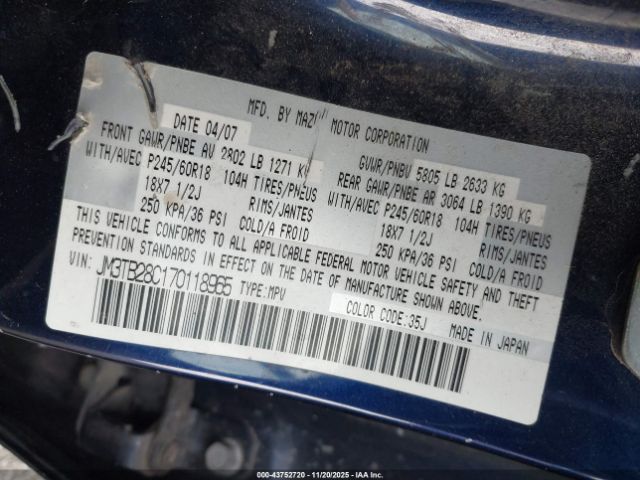 MFD. BY MAZ MOTOR CORPORATION
DATE 04/07 GVWR/PNBV 5805 LB 2633 KG
FRONT GAWR/PNBE AV 2802 LB 1271 KG REAR GAWR/PNBE AR 3064 LB 1390 KG
WITH/AVEC P245/60R18 104H TIRES/PNEUS WITH/AVEC P245/60R18 104H TIRES/PNEUS
18X7 1/2J RIMS/JANTES 18X7 1/2J RIMS/JANTES
250 KPA/36 PSI COLD/A FROID 250 KPA/36 PSI COLD/A FROID
THIS VEHICLE CONFORMS TO ALL APPLICABLE FEDERAL MOTOR VEHICLE SAFETY AND THEFT
PREVENTION STANDARDS IN EFFECT ON THE DATE OF MANUFACTURE SHOWN ABOVE.
VIN: JM3TB28C170118965 TYPE:MPV
COLOR CODE:35J MADE IN JAPAN
000-43752720 - 11/20/2025 - IAAI.COM